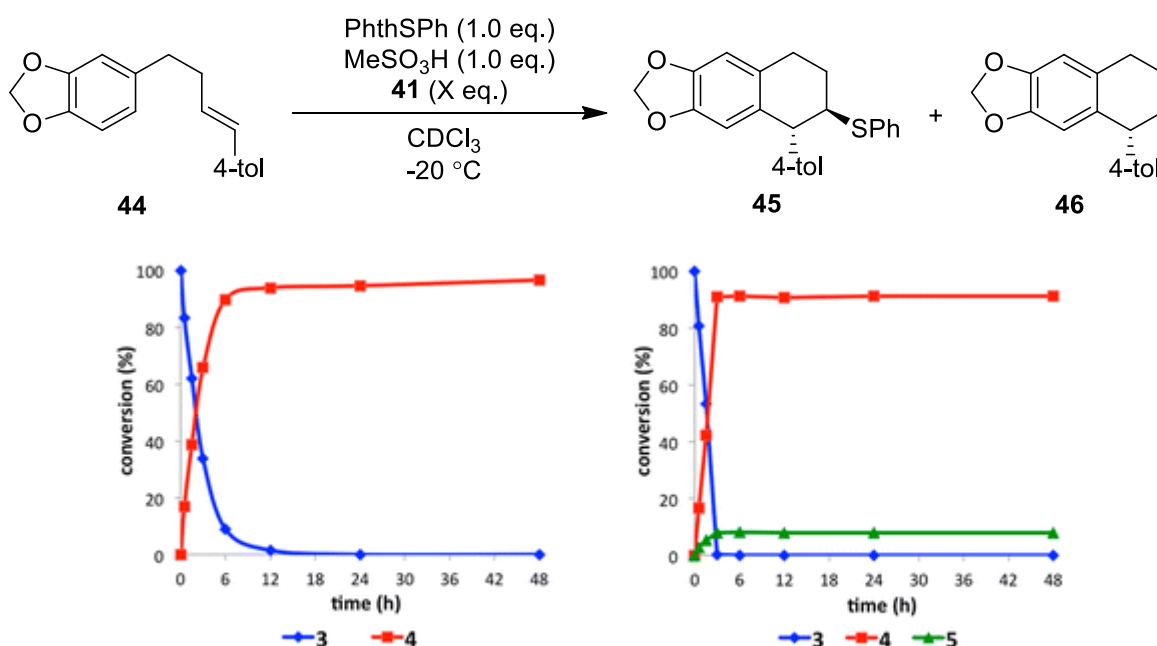 PhthSPh (1.0 eq.)
MeSO3H (1.0 eq.)
41 (X eq.)
CDCl3
-20 °C
O
O
4-tol
44
O
O
SPh
4-tol
45
+
O
O
4-tol
46
100
80
60
40
20
0
conversion (%)
0 6 12 18 24 30 36 42 48
time (h)
3 4
100
80
60
40
20
0
conversion (%)
0 6 12 18 24 30 36 42 48
time (h)
3 4 5